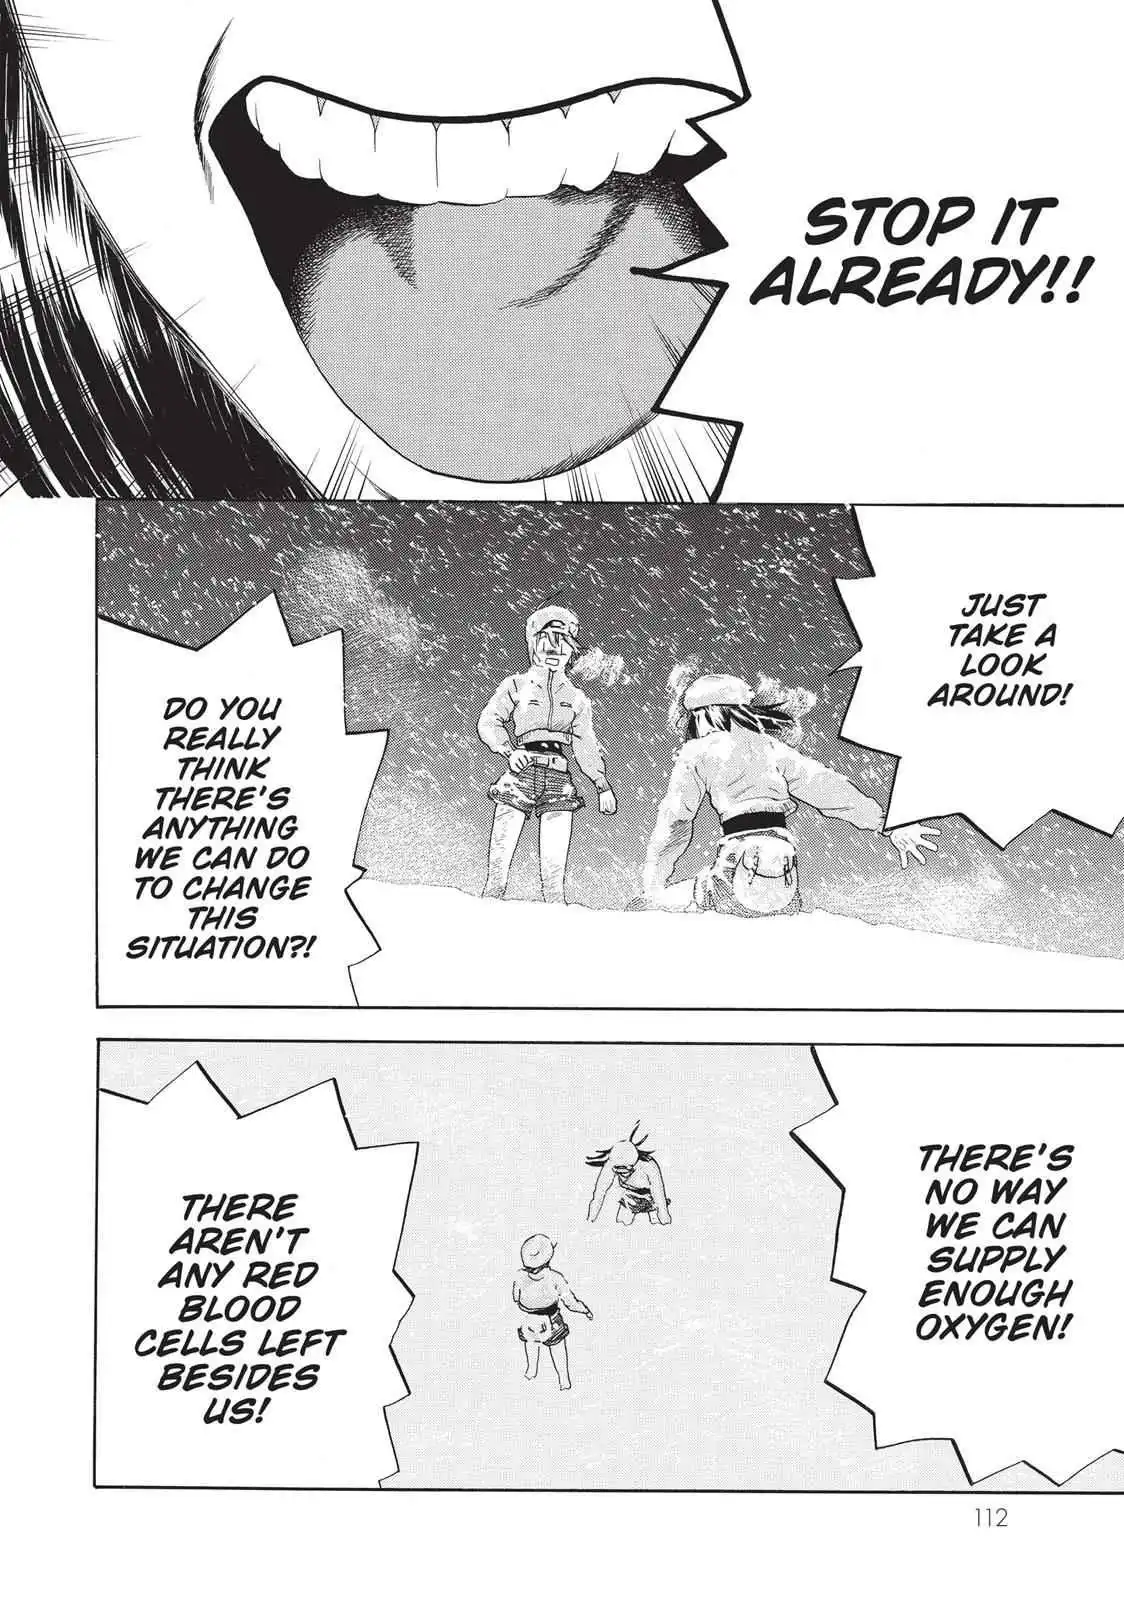 STOP IT
ALREADY!!
JUST
TAKE A
LOOK
AROUND!
DO YOU
REALLY
THINK
THERE'S
ANYTHING
WE CAN DO
TO CHANGE
THIS
SITUATION?!
THERE'S
NO WAY
WE CAN
SUPPLY
ENOUGH
OXYGEN!
THERE
AREN'T
ANY RED
BLOOD
CELLS LEFT
BESIDES
US!
112